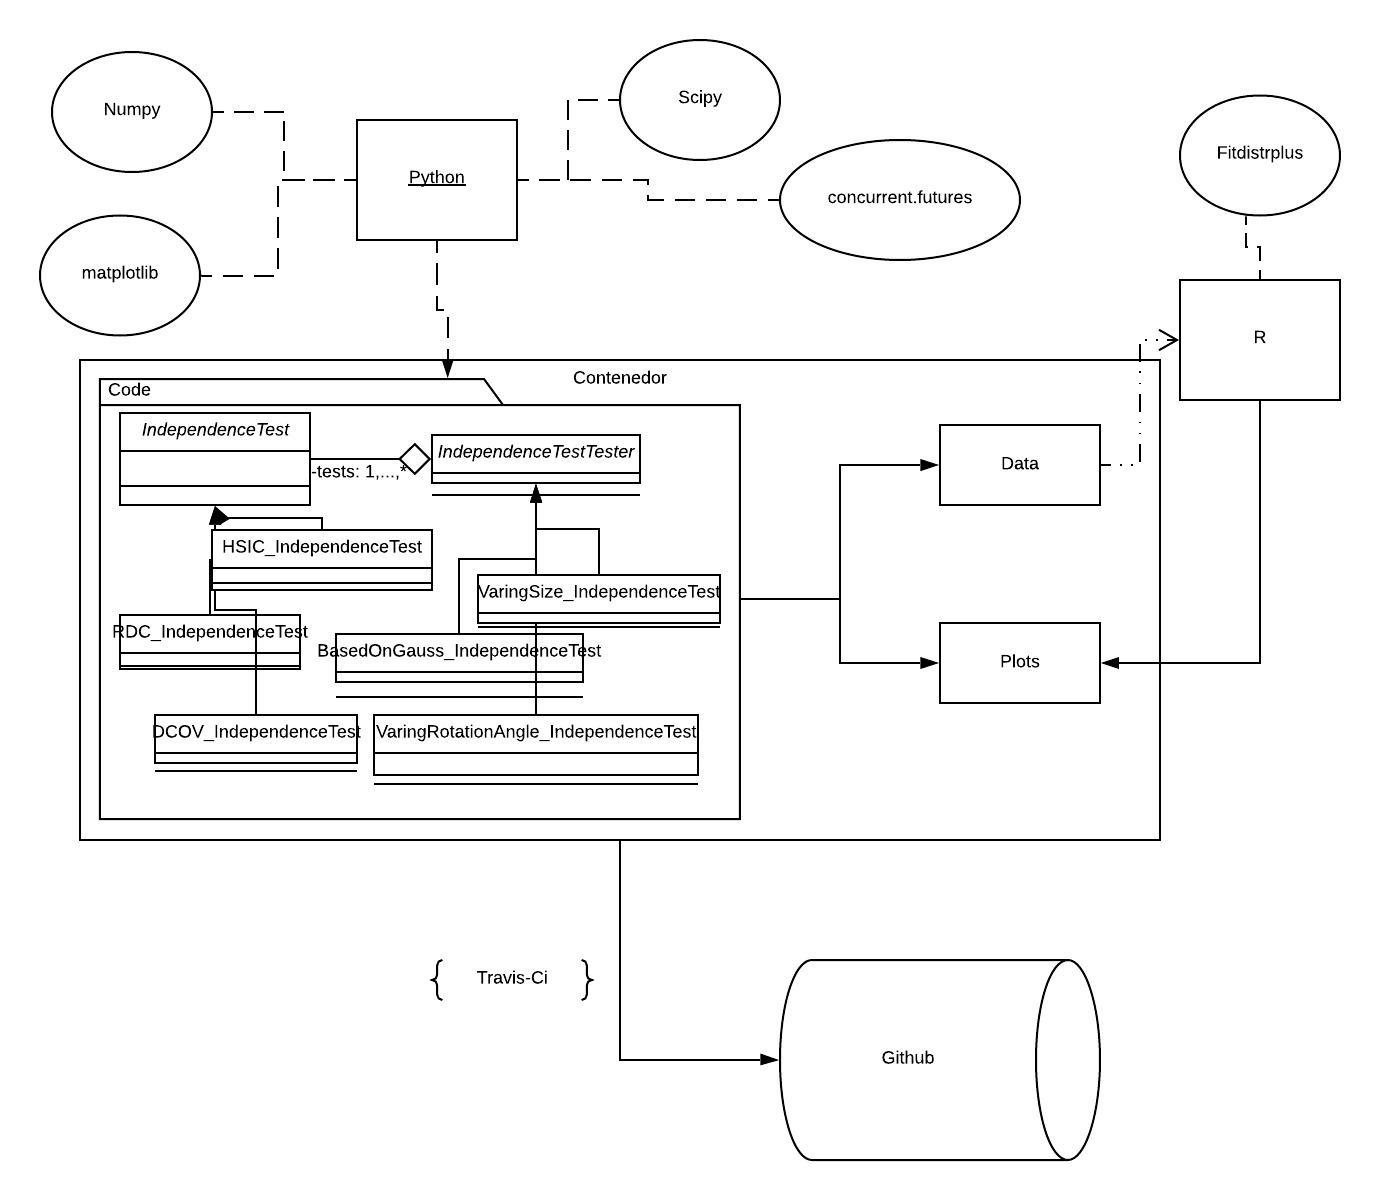 Numpy
Scipy
Python
concurrent.futures
Fitdistrplus
matplotlib
R
Contenedor
Code
IndependenceTest
IndependenceTestTester
-tests: 1,...,*
Data
HSIC_IndependenceTest
VaringSize_IndependenceTest
RDC_IndependenceTest
BasedOnGauss_IndependenceTest
Plots
DCOV_IndependenceTest
VaringRotationAngle_IndependenceTest
{ Travis-Ci }
Github